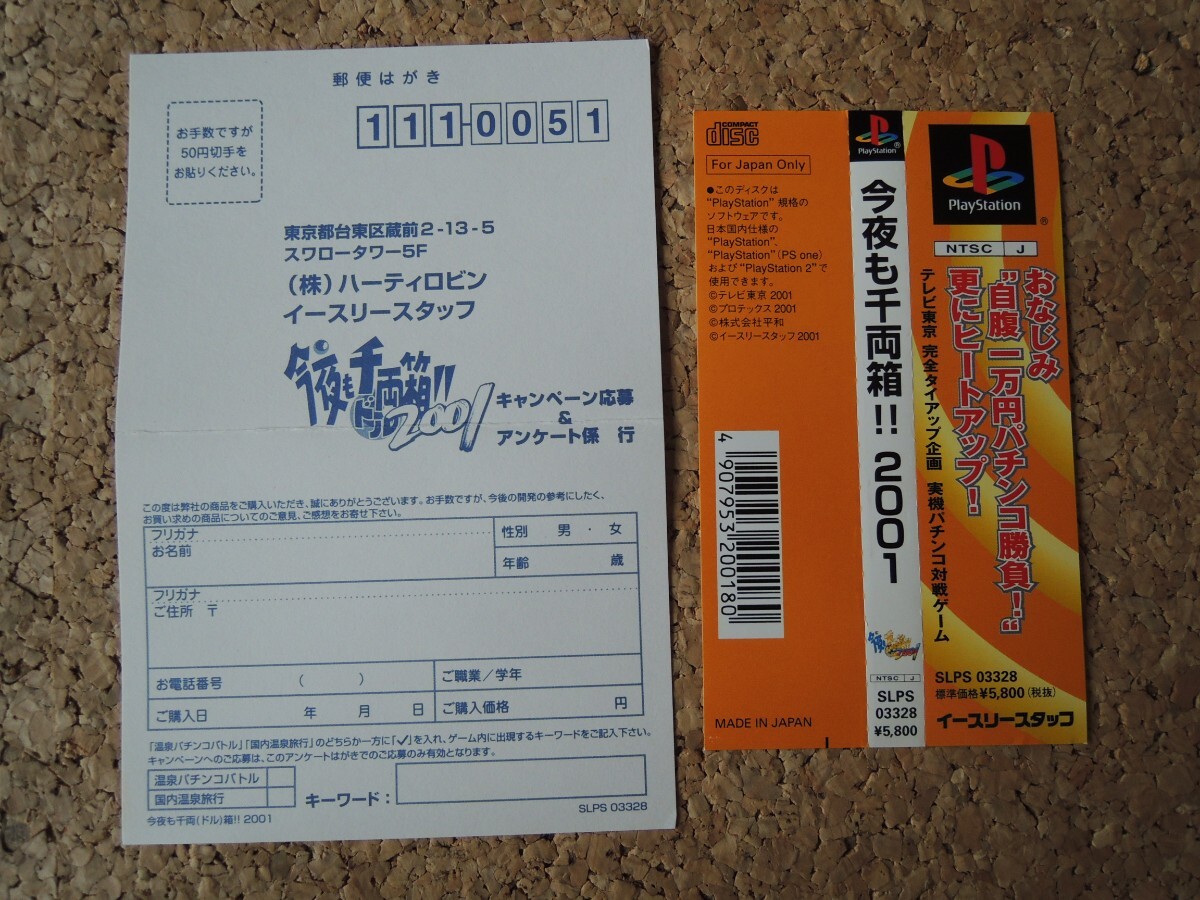 郵便はがき
お手数ですが
50円切手を
お貼りください。
111-0051
東京都台東区蔵前2-13-5
スワロータワー5F
(株)ハーティロビン
イースリースタッフ
今夜も千両箱!!
ドル
2001
キャンペーン応募
&
アンケート係 行
この度は弊社の商品をご購入いただき、誠にありがとうございます。お手数ですが、今後の開発の参考にしたく、
お買い求めの商品についてのご意見、ご感想をお寄せ下さい。
フリガナ
お名前
性別 男 ・ 女
年齢 歳
フリガナ
ご住所 〒
お電話番号 ( )
ご職業/学年
ご購入日 年 月 日
ご購入価格 円
「温泉パチンコバトル」「国内温泉旅行」のどちらか一方に「✓」を入れ、ゲーム内に出現するキーワードをご記入下さい。
キャンペーンへのご応募は、このアンケートはがきでのご応募のみ有効となります。
温泉パチンコバトル
国内温泉旅行
キーワード:
今夜も千両(ドル)箱!! 2001
SLPS 03328
COMPACT
disc
For Japan Only
●このディスクは
"PlayStation" 規格の
ソフトウェアです。
日本国内仕様の
"PlayStation"、
"PlayStation"(PS one)
および"PlayStation 2"で
使用できます。
©テレビ東京 2001
©プロテックス 2001
©株式会社平和
©イースリースタッフ 2001
4 907953 200180
MADE IN JAPAN
PlayStation
®
今夜も千両箱!! 2001
NTSC J
SLPS
03328
¥5,800
PlayStation
®
NTSC J
おなじみ
"自腹一万円パチンコ勝負!"
更にヒートアップ!
テレビ東京 完全タイアップ企画 実機パチンコ対戦ゲーム
SLPS 03328
標準価格¥5,800(税抜)
イースリースタッフ